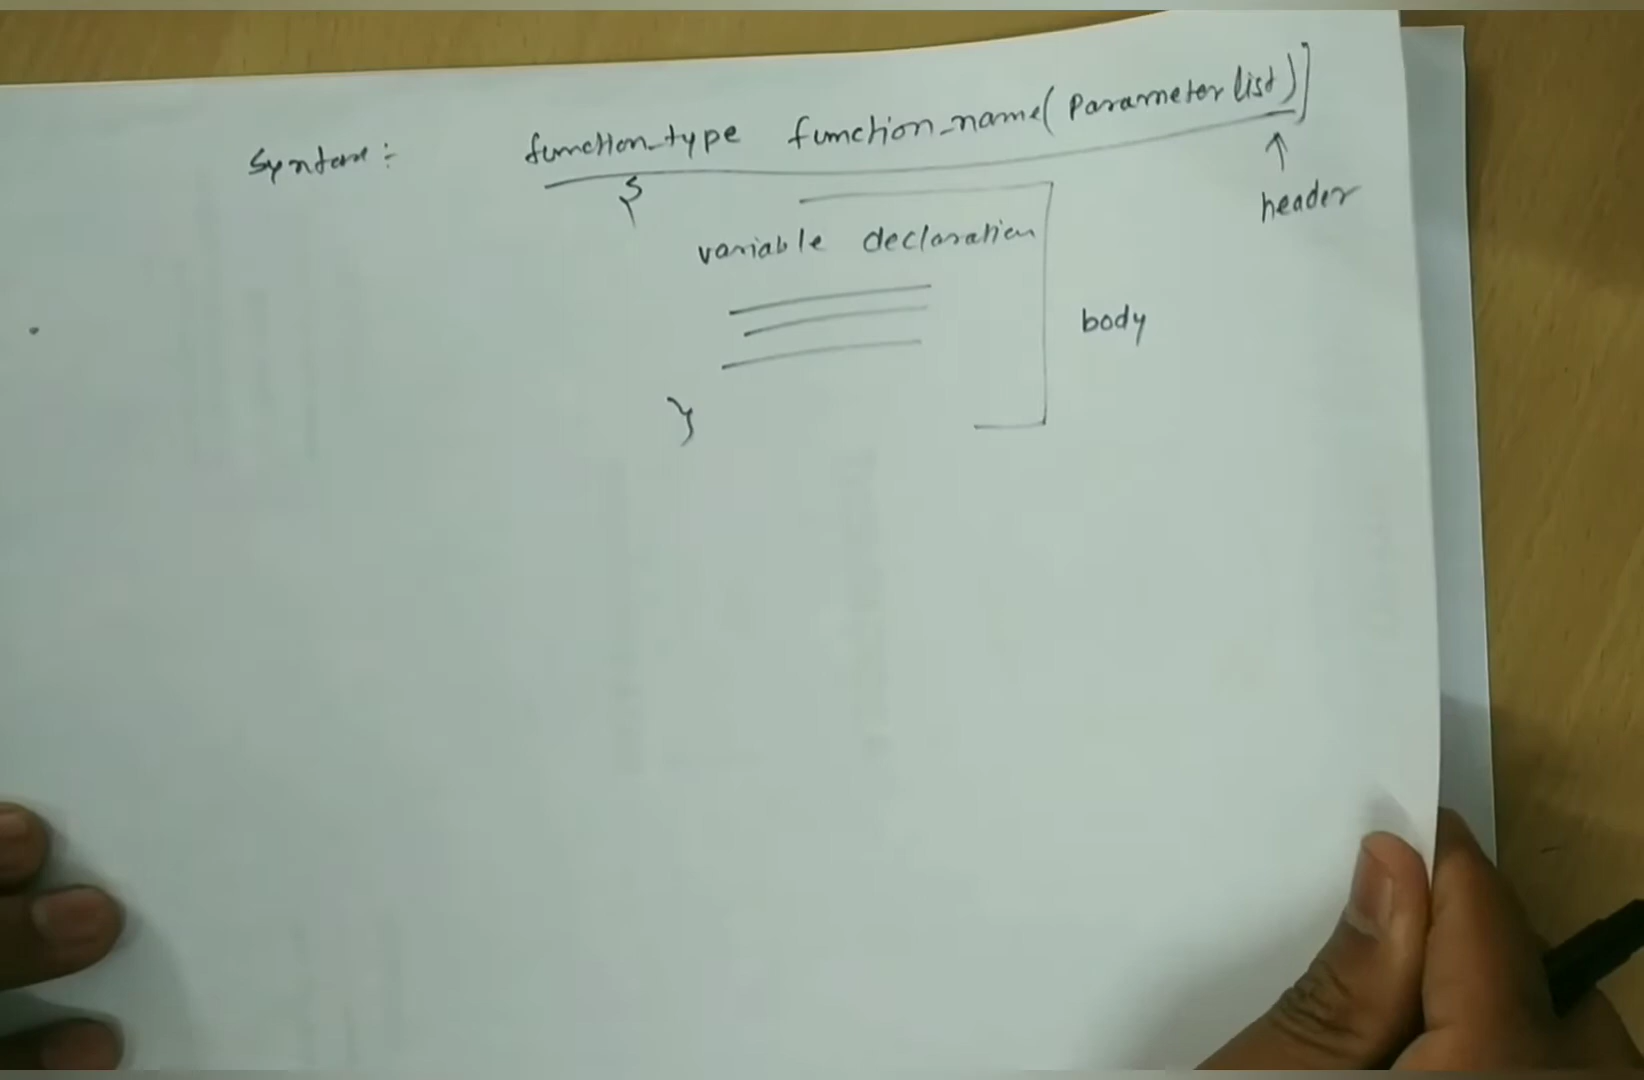 Syntax :-
function_type function_name(Parameter list)]
{
header
variable declaration
body
}